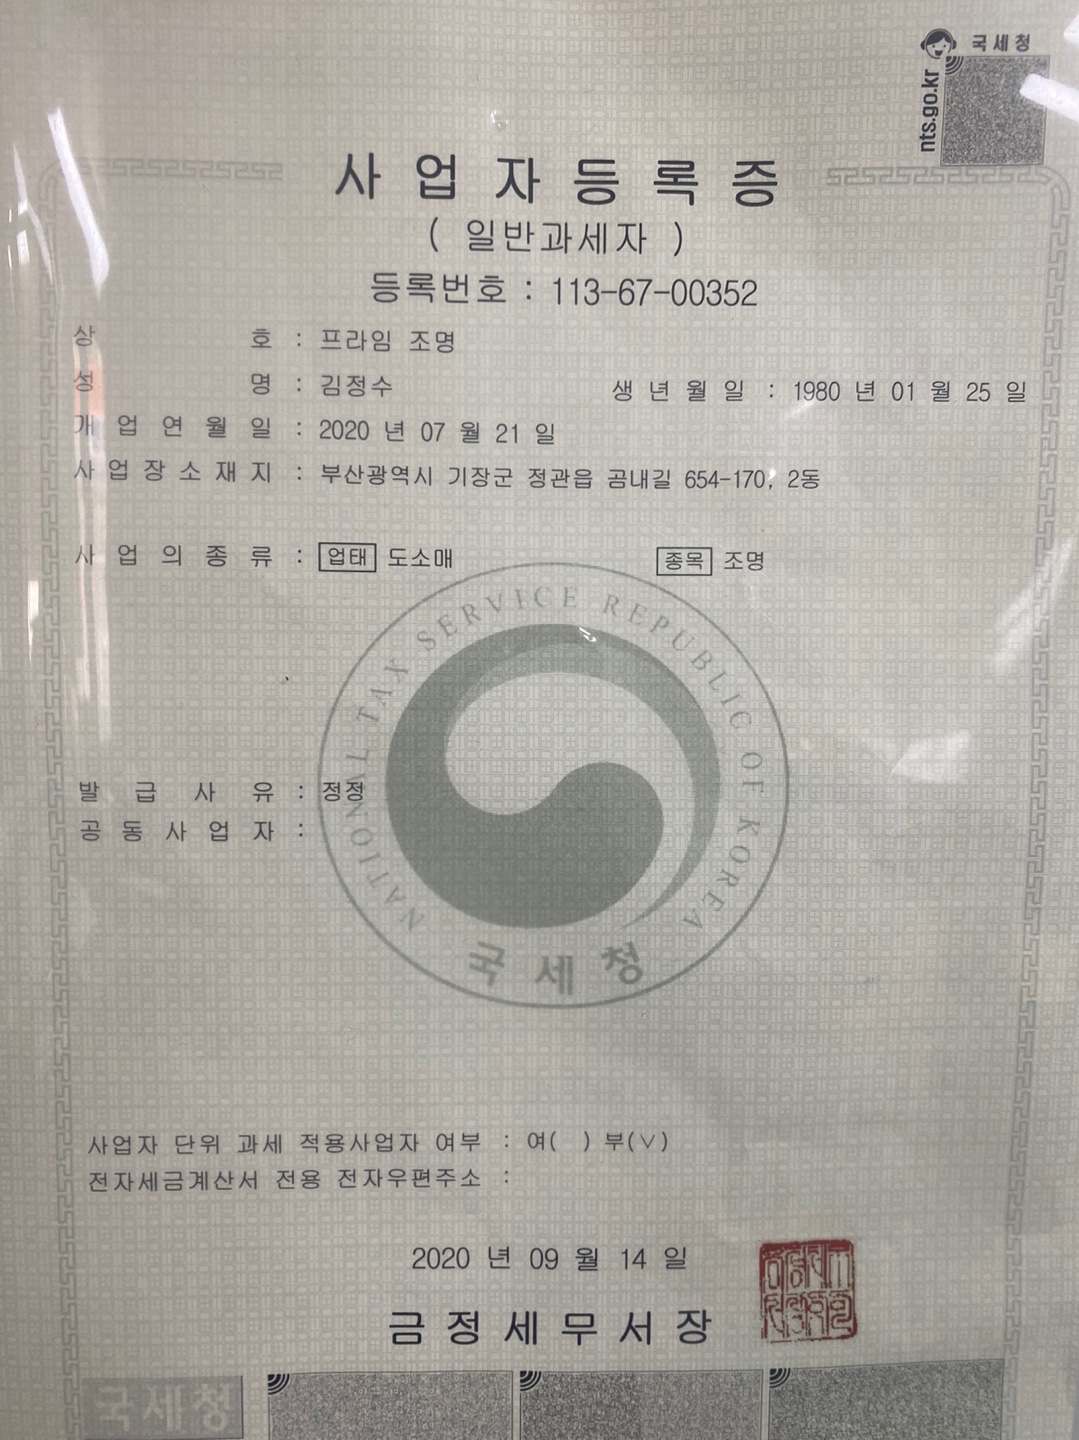 국세청
nts.go.kr
사업자등록증
( 일반과세자 )
등록번호 : 113-67-00352
상 호 : 프라임 조명
성 명 : 김정수 생년월일 : 1980 년 01 월 25 일
개업연월일 : 2020 년 07 월 21 일
사업장소재지 : 부산광역시 기장군 정관읍 곰내길 654-170, 2동
사업의종류 : 업태 도소매 종목 조명
NATIONAL TAX SERVICE REPUBLIC OF KOREA
발급사유 : 정정
공동사업자 :
국세청
사업자 단위 과세 적용사업자 여부 : 여( ) 부(∨)
전자세금계산서 전용 전자우편주소 :
2020 년 09 월 14 일
금정세무서장
국세청